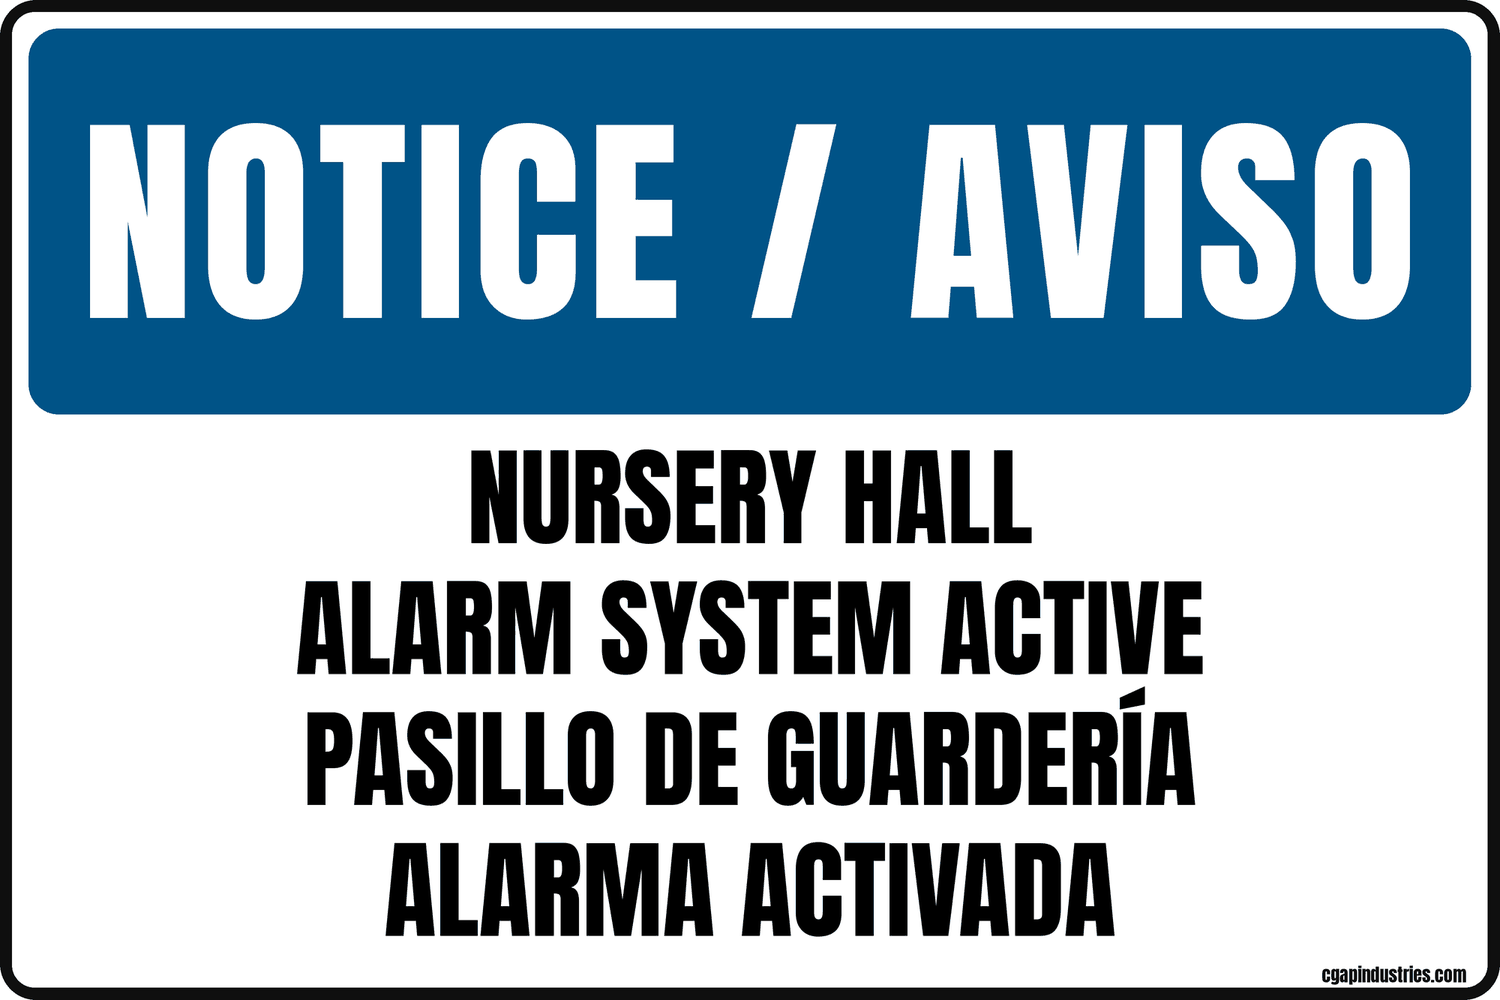 NOTICE / AVISO
NURSERY HALL
ALARM SYSTEM ACTIVE
PASILLO DE GUARDERÍA
ALARMA ACTIVADA
cgapindustries.com